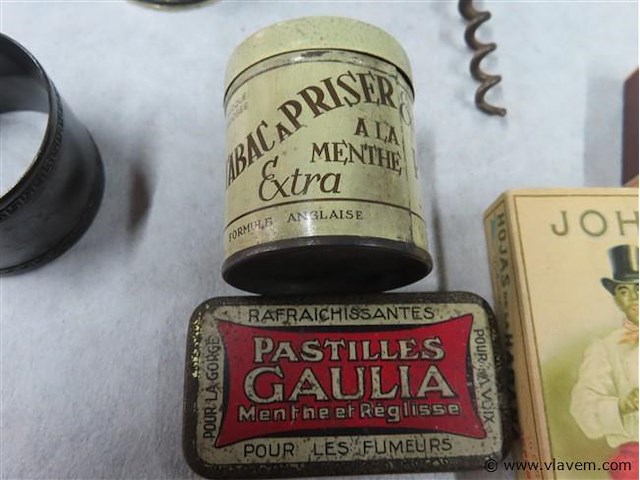 TABAC A PRISER
A LA
MENTHE
Extra
FORMULE ANGLAISE
RAFRAICHISSANTES
POUR LA GORGE
PASTILLES
GAULIA
Menthe et Réglisse
POUR LA VOIX
POUR LES FUMEURS
JOH
HOJAS
© www.vlavem.com